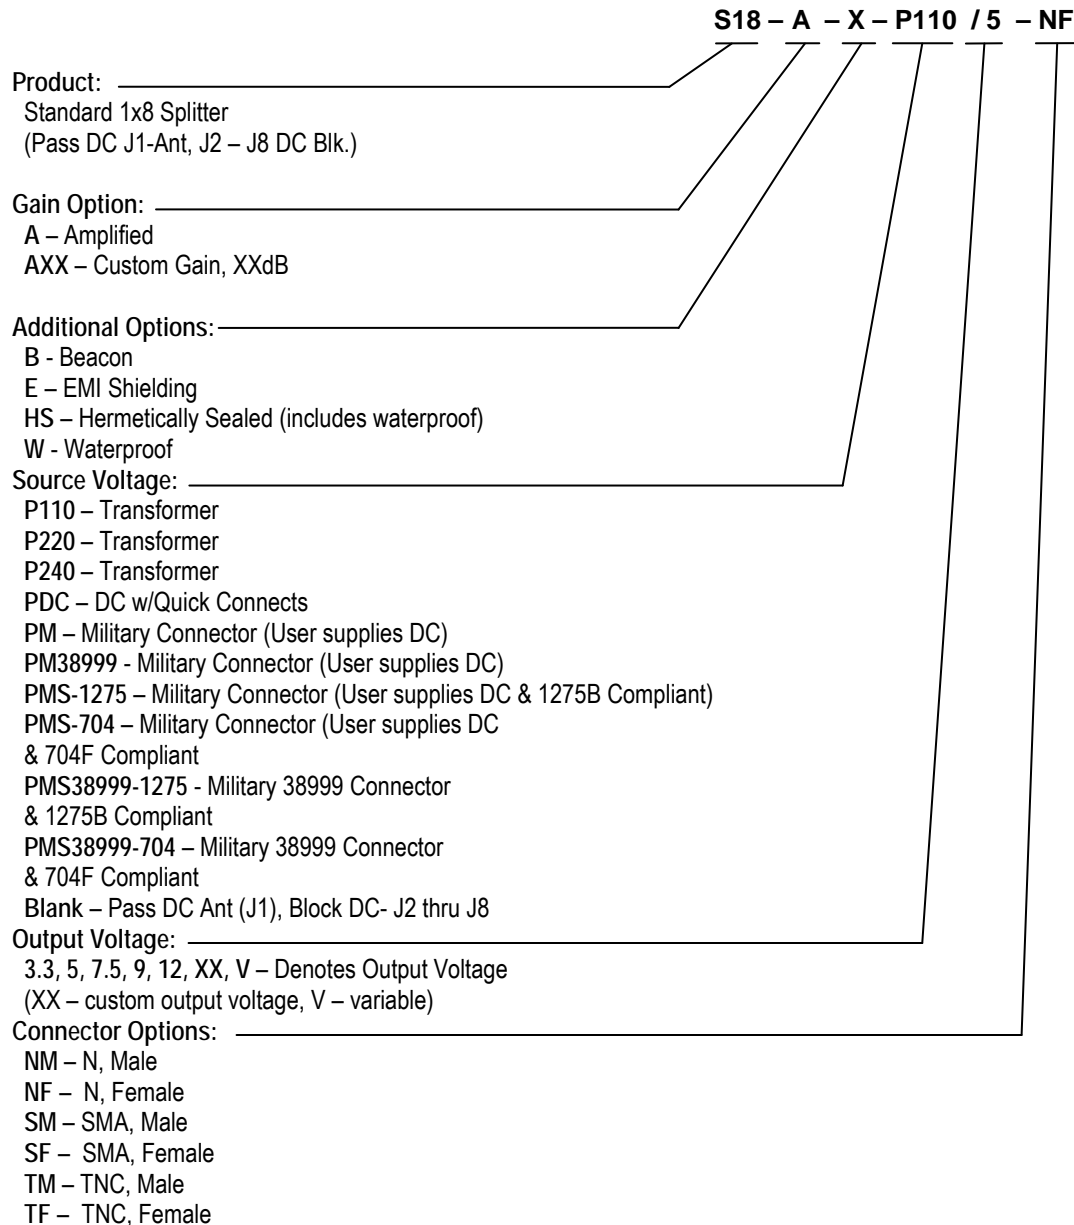 S18 – A – X – P110 / 5 – NF
Product:
Standard 1x8 Splitter
(Pass DC J1-Ant, J2 – J8 DC Blk.)
Gain Option:
A – Amplified
AXX – Custom Gain, XXdB
Additional Options:
B - Beacon
E – EMI Shielding
HS – Hermetically Sealed (includes waterproof)
W - Waterproof
Source Voltage:
P110 – Transformer
P220 – Transformer
P240 – Transformer
PDC – DC w/Quick Connects
PM – Military Connector (User supplies DC)
PM38999 - Military Connector (User supplies DC)
PMS-1275 – Military Connector (User supplies DC & 1275B Compliant)
PMS-704 – Military Connector (User supplies DC
& 704F Compliant
PMS38999-1275 - Military 38999 Connector
& 1275B Compliant
PMS38999-704 – Military 38999 Connector
& 704F Compliant
Blank – Pass DC Ant (J1), Block DC- J2 thru J8
Output Voltage:
3.3, 5, 7.5, 9, 12, XX, V – Denotes Output Voltage
(XX – custom output voltage, V – variable)
Connector Options:
NM – N, Male
NF – N, Female
SM – SMA, Male
SF – SMA, Female
TM – TNC, Male
TF – TNC, Female